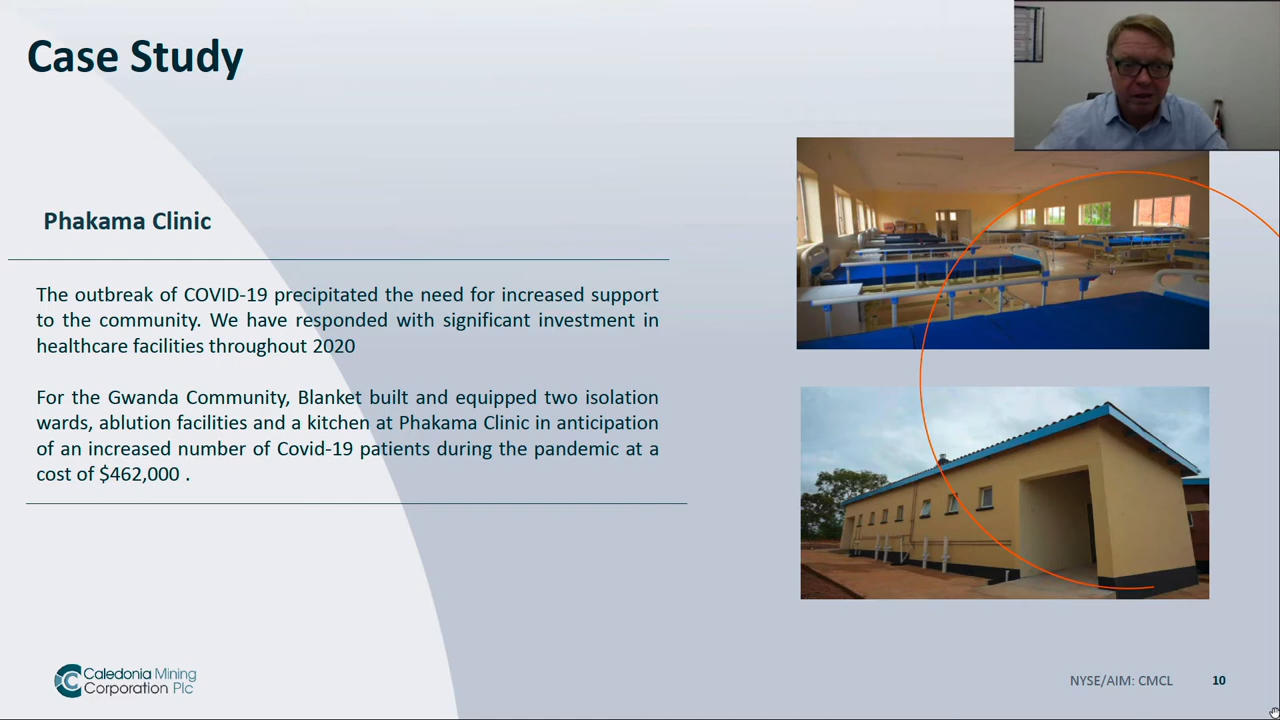 Case Study
Phakama Clinic
The outbreak of COVID-19 precipitated the need for increased support
to the community. We have responded with significant investment in
healthcare facilities throughout 2020
For the Gwanda Community, Blanket built and equipped two isolation
wards, ablution facilities and a kitchen at Phakama Clinic in anticipation
of an increased number of Covid-19 patients during the pandemic at a
cost of $462,000 .
Caledonia Mining
Corporation Plc
NYSE/AIM: CMCL
10